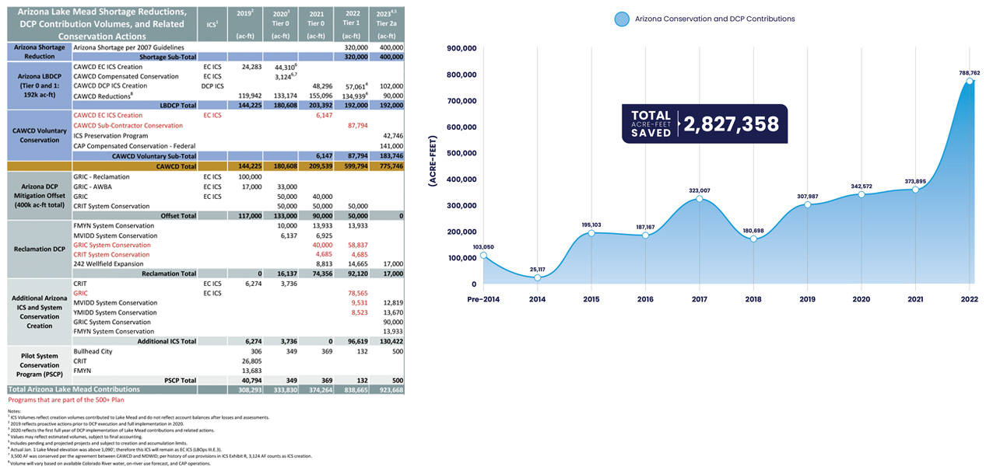 Arizona Lake Mead Shortage Reductions,
DCP Contribution Volumes, and Related
Conservation Actions
ICS1
20192
(ac-ft)
20203
Tier 0
(ac-ft)
2021
Tier 0
(ac-ft)
2022
Tier 1
(ac-ft)
20234,5
Tier 2a
(ac-ft)
Arizona Shortage
Reduction
Arizona Shortage per 2007 Guidelines 320,000 400,000
Shortage Sub-Total 320,000 400,000
Arizona LBDCP
(Tier 0 and 1:
192k ac-ft)
CAWCD EC ICS Creation EC ICS 24,283 44,3106
CAWCD Compensated Conservation EC ICS 3,1246,7
CAWCD DCP ICS Creation DCP ICS 48,296 57,0614 102,000
CAWCD Reductions8 119,942 133,174 155,096 134,9394 90,000
LBDCP Total 144,225 180,608 203,392 192,000 192,000
CAWCD Voluntary
Conservation
CAWCD EC ICS Creation EC ICS 6,147
CAWCD Sub-Contractor Conservation 87,794
ICS Preservation Program 42,746
CAP Compensated Conservation - Federal 141,000
CAWCD Voluntary Sub-Total 6,147 87,794 183,746
CAWCD Total 144,225 180,608 209,539 599,794 775,746
Arizona DCP
Mitigation Offset
(400k ac-ft total)
GRIC - Reclamation EC ICS 100,000
GRIC - AWBA EC ICS 17,000 33,000
GRIC EC ICS 50,000 40,000
CRIT System Conservation 50,000 50,000 50,000
Offset Total 117,000 133,000 90,000 50,000 0
Reclamation DCP
FMYN System Conservation 10,000 13,933 13,933
MVIDD System Conservation 6,137 6,925
GRIC System Conservation 40,000 58,837
CRIT System Conservation 4,685 4,685
242 Wellfield Expansion 8,813 14,665 17,000
Reclamation Total 0 16,137 74,356 92,120 17,000
Additional Arizona
ICS and System
Conservation
Creation
CRIT EC ICS 6,274 3,736
GRIC EC ICS 78,565
MVIDD System Conservation 9,531 12,819
YMIDD System Conservation 8,523 13,670
GRIC System Conservation 90,000
FMYN System Conservation 13,933
Additional ICS Total 6,274 3,736 0 96,619 130,422
Pilot System
Conservation
Program (PSCP)
Bullhead City 306 349 369 132 500
CRIT 26,805
FMYN 13,683
PSCP Total 40,794 349 369 132 500
Total Arizona Lake Mead Contributions 308,293 333,830 374,264 838,665 923,668
Programs that are part of the 500+ Plan
Notes:
1 ICS Volumes reflect creation volumes contributed to Lake Mead and do not reflect account balances after losses and assessments.
2 2019 reflects proactive actions prior to DCP execution and full implementation in 2020.
3 2020 reflects the first full year of DCP implementation of Lake Mead contributions and related actions.
4 Values may reflect estimated volumes, subject to final accounting.
5 Includes pending and projected projects and subject to creation and accumulation limits.
6 Actual Jan. 1 Lake Mead elevation was above 1,090'; therefore this ICS will remain as EC ICS (LBOps III.E.3).
7 3,500 AF was conserved per the agreement between CAWCD and MDWID; per history of use provisions in ICS Exhibit R, 3,124 AF counts as ICS creation.
8 Volume will vary based on available Colorado River water, on-river use forecast, and CAP operations.
Arizona Conservation and DCP Contributions
(ACRE-FEET)
900,000
800,000
700,000
600,000
500,000
400,000
300,000
200,000
100,000
0
TOTAL
ACRE-FEET
SAVED
2,827,358
103,050
25,117
195,103
187,167
323,007
180,698
307,987
342,572
373,895
788,762
Pre-2014 2014 2015 2016 2017 2018 2019 2020 2021 2022